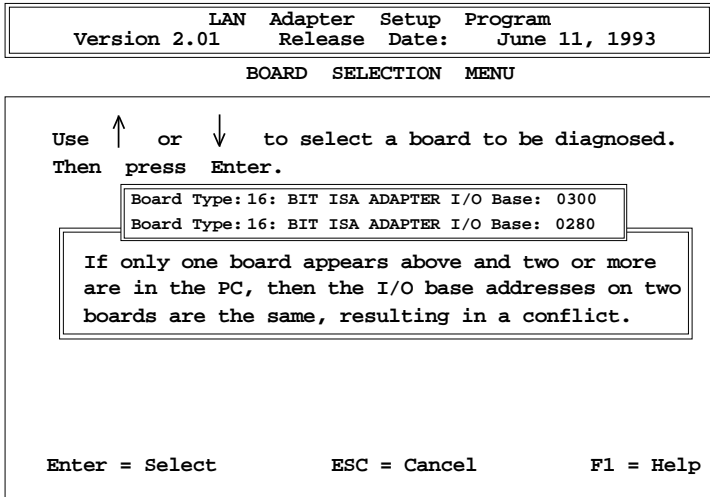 LAN Adapter Setup Program
Version 2.01 Release Date: June 11, 1993
BOARD SELECTION MENU
Use ↑ or ↓ to select a board to be diagnosed.
Then press Enter.
Board Type: 16: BIT ISA ADAPTER I/O Base: 0300
Board Type: 16: BIT ISA ADAPTER I/O Base: 0280
If only one board appears above and two or more
are in the PC, then the I/O base addresses on two
boards are the same, resulting in a conflict.
Enter = Select ESC = Cancel F1 = Help